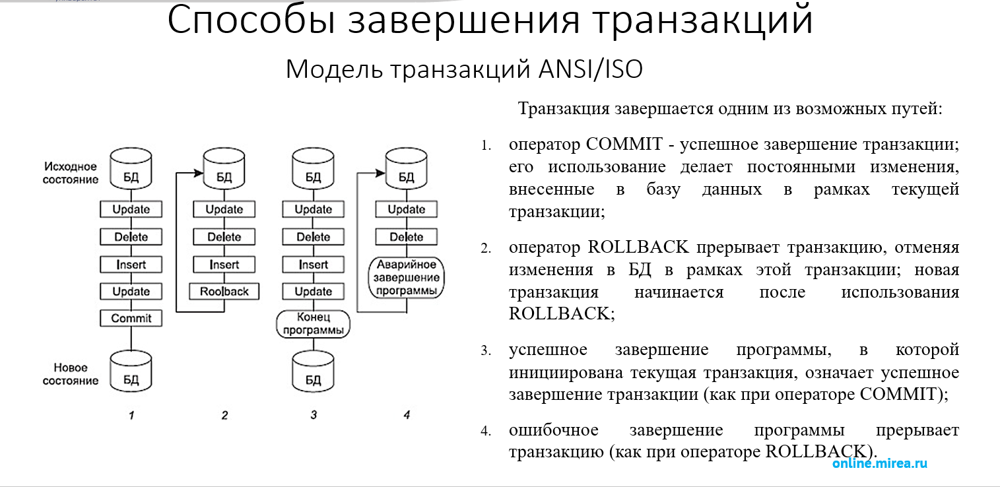 Способы завершения транзакций
Модель транзакций ANSI/ISO
Транзакция завершается одним из возможных путей:
1. оператор COMMIT - успешное завершение транзакции;
его использование делает постоянными изменения,
внесенные в базу данных в рамках текущей
транзакции;
2. оператор ROLLBACK прерывает транзакцию, отменяя
изменения в БД в рамках этой транзакции; новая
транзакция начинается после использования
ROLLBACK;
3. успешное завершение программы, в которой
инициирована текущая транзакция, означает успешное
завершение транзакции (как при операторе COMMIT);
4. ошибочное завершение программы прерывает
транзакцию (как при операторе ROLLBACK).
Исходное
состояние
БД
Update
Delete
Insert
Update
Commit
Новое
состояние
БД
1
БД
Update
Delete
Insert
Roolback
2
БД
Update
Delete
Insert
Update
Конец
программы
БД
3
БД
Update
Delete
Аварийное
завершение
программы
4
online.mirea.ru